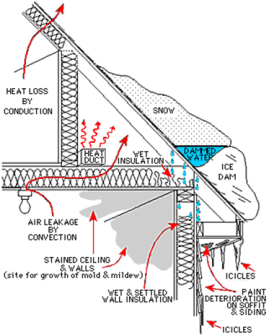 HEAT LOSS
BY
CONDUCTION
SNOW
DAMMED
WATER
ICE
DAM
WET
INSULATION
HEAT
DUCT
AIR LEAKAGE
BY
CONVECTION
STAINED CEILING
& WALLS
(site for growth of mold & mildew)
WET & SETTLED
WALL INSULATION
ICICLES
PAINT
DETERIORATION
ON SOFFIT
& SIDING
ICICLES